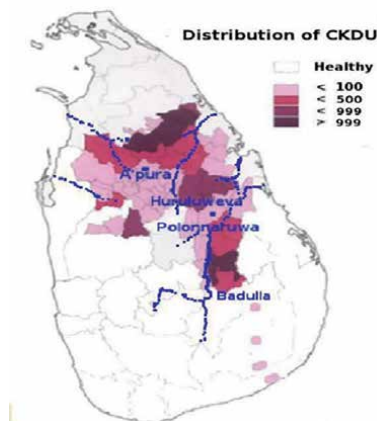 Distribution of CKDU
Healthy
< 100
< 500
< 999
> 999
A'pura
Huruluwewa
Polonnaruwa
Badulla